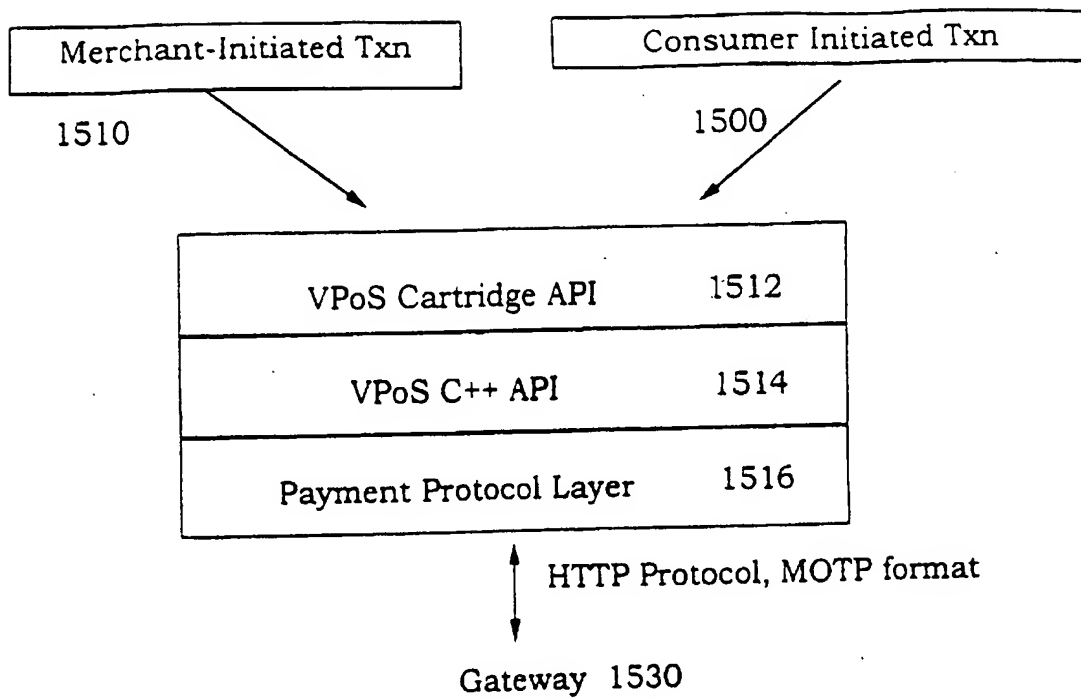 Merchant-Initiated Txn
Consumer Initiated Txn
1510
1500
VPoS Cartridge API 1512
VPoS C++ API 1514
Payment Protocol Layer 1516
HTTP Protocol, MOTP format
Gateway 1530